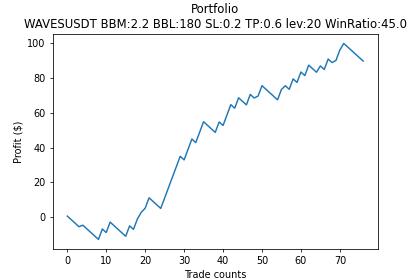 Portfolio
WAVESUSDT BBM:2.2 BBL:180 SL:0.2 TP:0.6 lev:20 WinRatio:45.0
Profit ($)
100
80
60
40
20
0
0 10 20 30 40 50 60 70
Trade counts